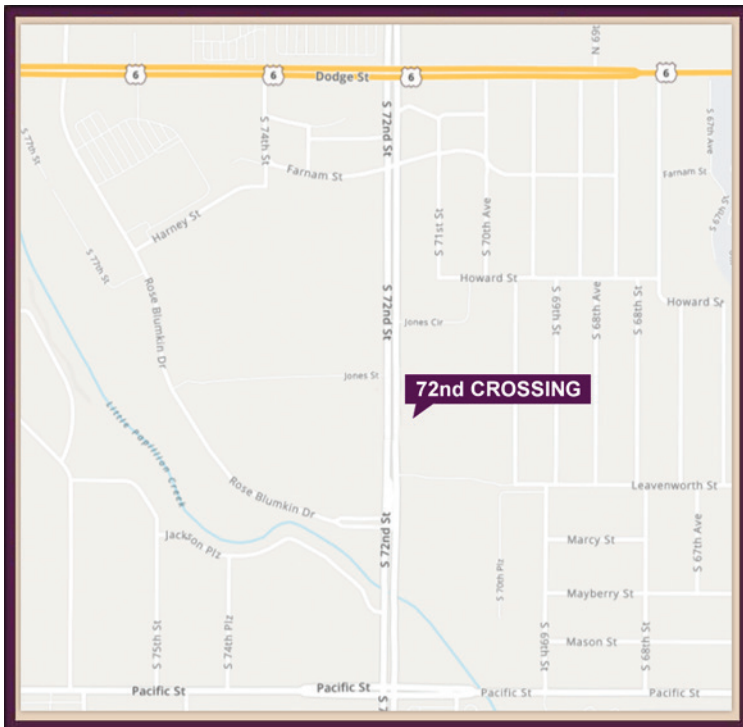 N 69t
6
6
6
6
Dodge St
S 77th St
S 74th St
S 72nd St
S 67th Ave
Farnam St
Farnam St
S 67th St
Harney St
S 71st St
S 70th Ave
S 77th St
Howard St
Rose Blumkin Dr
S 72nd St
S 69th St
S 68th Ave
S 68th St
Howard St
Jones Cir
Jones St
72nd CROSSING
Little Papillion Creek
Rose Blumkin Dr
Leavenworth St
S 72nd St
Jackson Plz
Marcy St
S 67th Ave
S 70th Plz
Mayberry St
S 75th St
S 74th Plz
S 69th St
Mason St
S 68th St
Pacific St
Pacific St
S 7
Pacific St
Pacific St